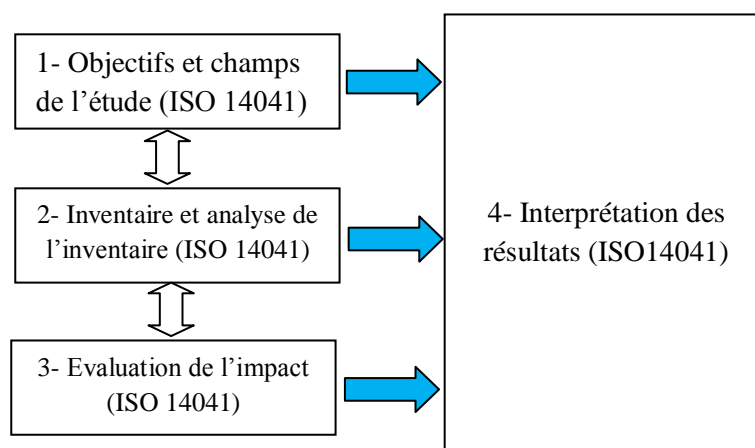 1- Objectifs et champs
de l’étude (ISO 14041)
2- Inventaire et analyse de
l’inventaire (ISO 14041)
3- Evaluation de l’impact
(ISO 14041)
4- Interprétation des
résultats (ISO14041)